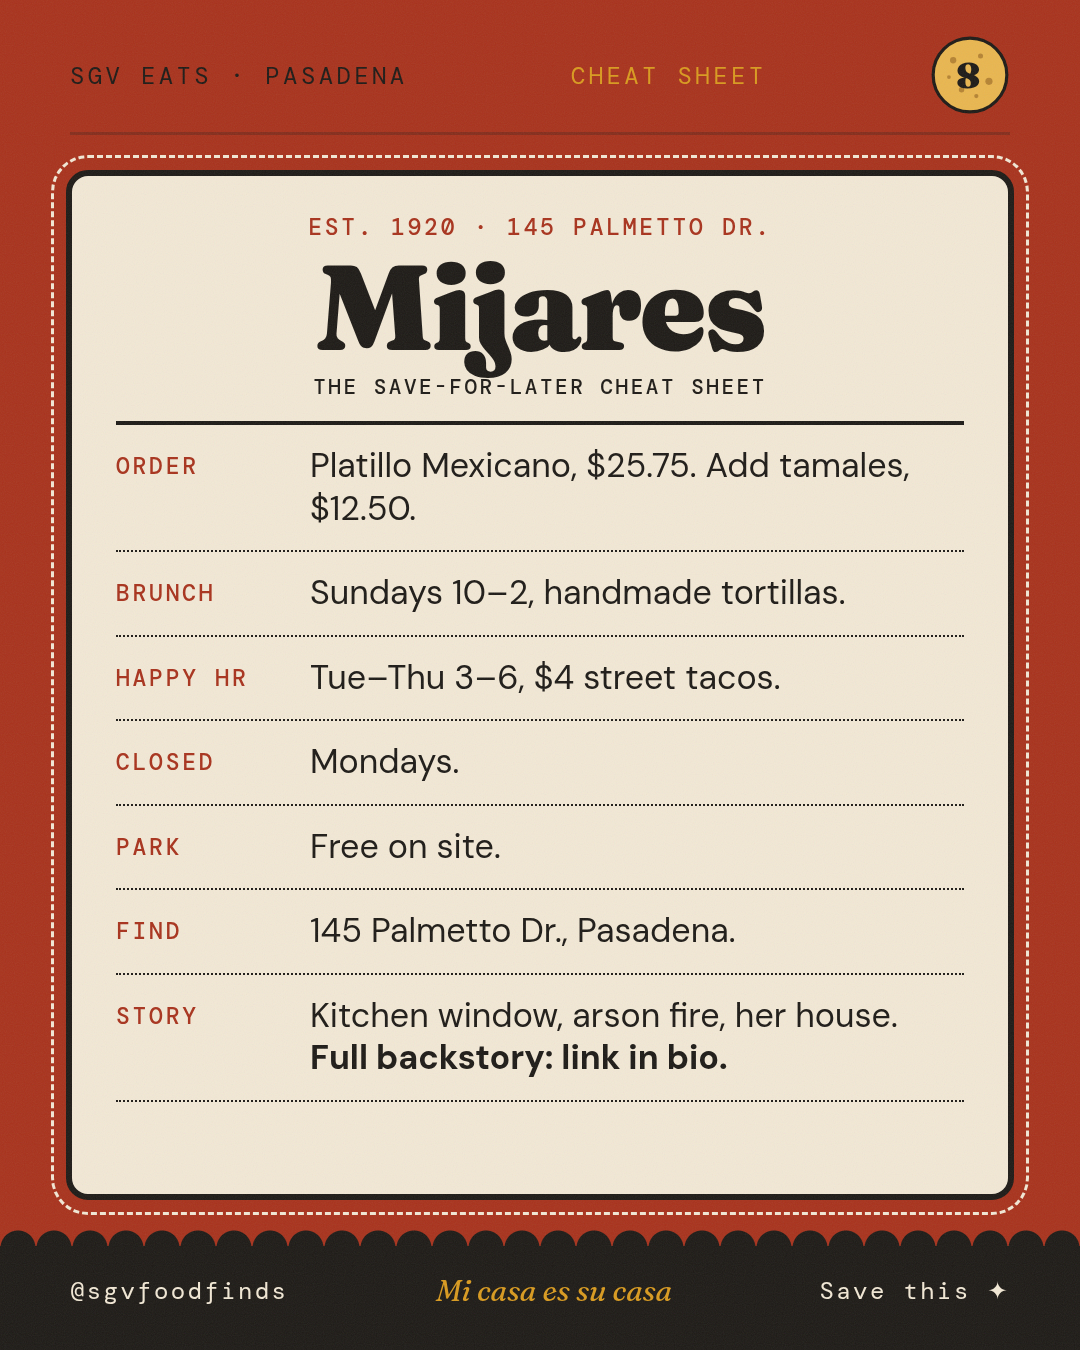 SGV EATS · PASADENA
CHEAT SHEET
8
EST. 1920 · 145 PALMETTO DR.
Mijares
THE SAVE-FOR-LATER CHEAT SHEET
ORDER
Platillo Mexicano, $25.75. Add tamales,
$12.50.
BRUNCH
Sundays 10–2, handmade tortillas.
HAPPY HR
Tue–Thu 3–6, $4 street tacos.
CLOSED
Mondays.
PARK
Free on site.
FIND
145 Palmetto Dr., Pasadena.
STORY
Kitchen window, arson fire, her house.
Full backstory: link in bio.
@sgvfoodfinds
Mi casa es su casa
Save this ✦